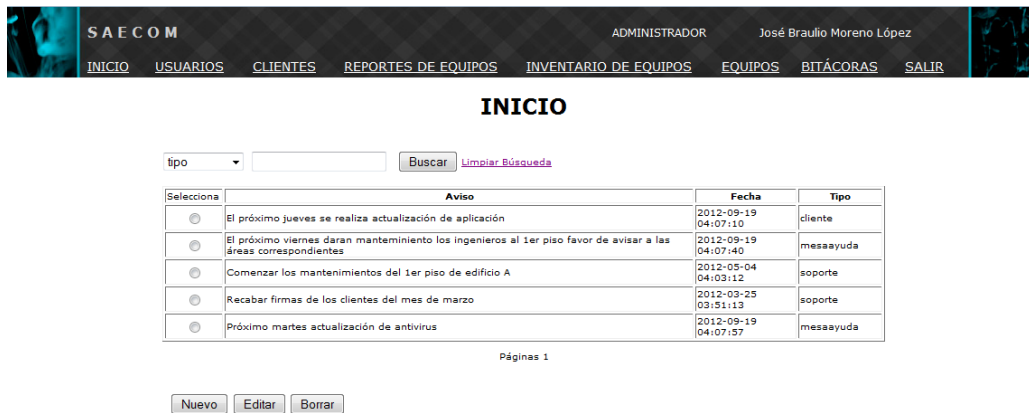 SAECOM ADMINISTRADOR José Braulio Moreno López
INICIO USUARIOS CLIENTES REPORTES DE EQUIPOS INVENTARIO DE EQUIPOS EQUIPOS BITÁCORAS SALIR
INICIO
tipo Buscar Limpiar Búsqueda
Selecciona Aviso Fecha Tipo
El próximo jueves se realiza actualización de aplicación 2012-09-19 04:07:10 cliente
El próximo viernes daran manteminiento los ingenieros al 1er piso favor de avisar a las áreas correspondientes 2012-09-19 04:07:40 mesaayuda
Comenzar los mantenimientos del 1er piso de edificio A 2012-05-04 04:03:12 soporte
Recabar firmas de los clientes del mes de marzo 2012-03-25 03:51:13 soporte
Próximo martes actualización de antivirus 2012-09-19 04:07:57 mesaayuda
Páginas 1
Nuevo Editar Borrar